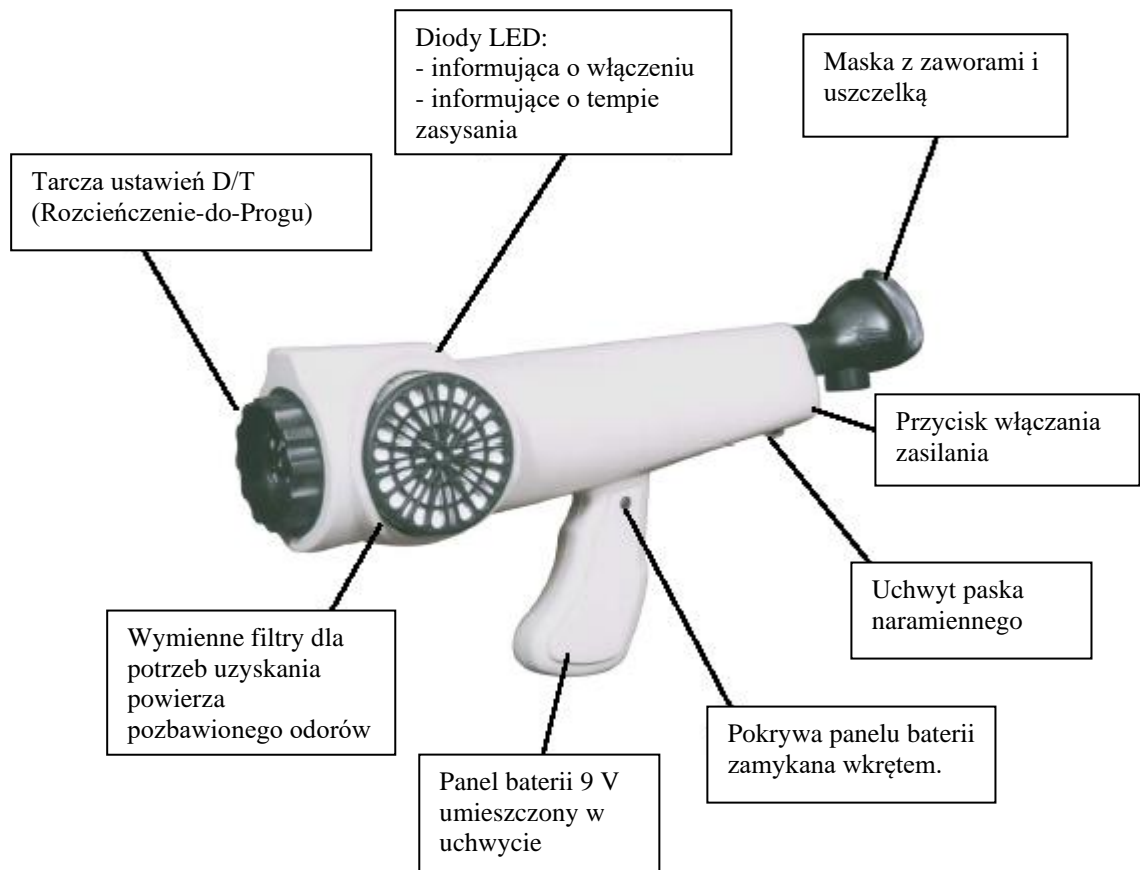 Diody LED:
- informująca o włączeniu
- informujące o tempie
zasysania
Maska z zaworami i
uszczelką
Tarcza ustawień D/T
(Rozcieńczenie-do-Progu)
Przycisk włączania
zasilania
Uchwyt paska
naramiennego
Wymienne filtry dla
potrzeb uzyskania
powierza
pozbawionego odorów
Pokrywa panelu baterii
zamykana wkrętem.
Panel baterii 9 V
umieszczony w
uchwycie